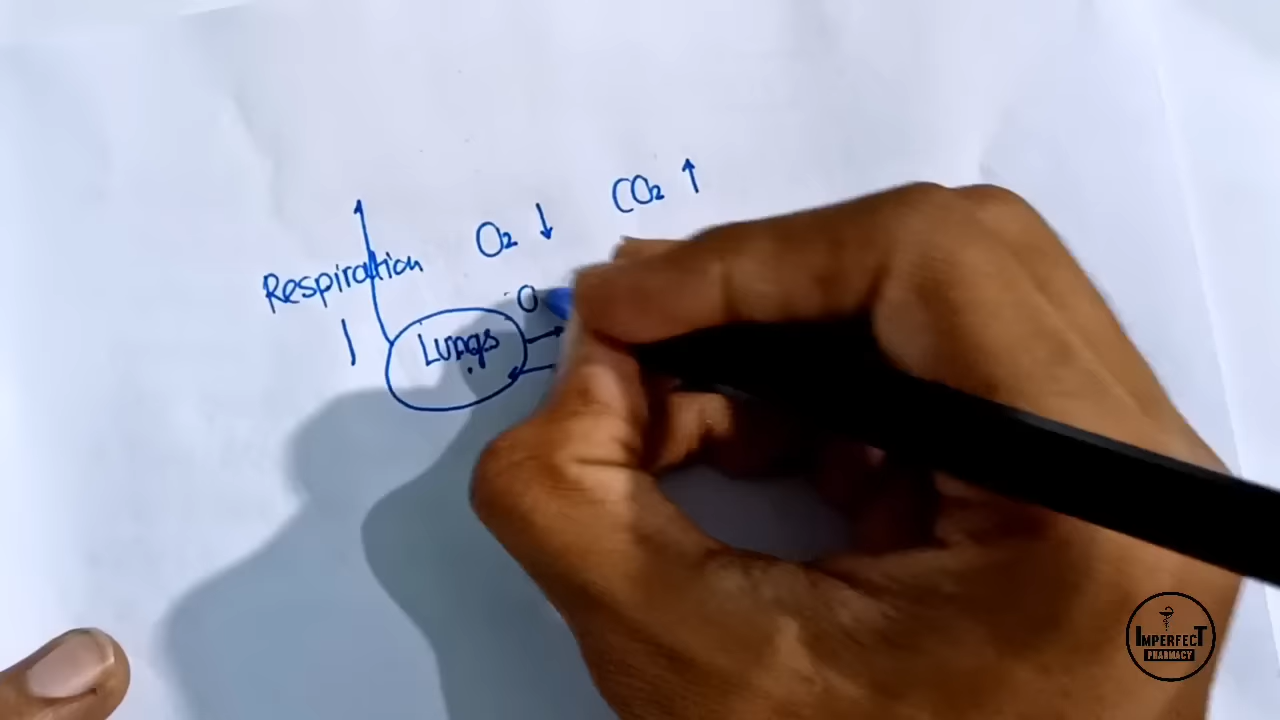 CO₂ ↑
O₂ ↓
Respiration
O
Lungs
IMPERFECT
PHARMACY